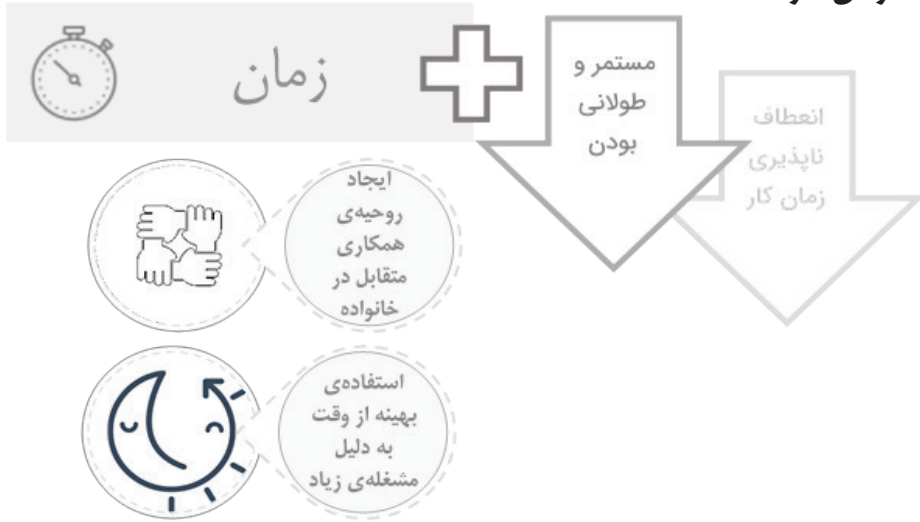 زمان
مستمر و
طولانی
بودن
انعطاف
ناپذیری
زمان کار
ایجاد
روحیه‌ی
همکاری
متقابل در
خانواده
استفاده‌ی
بهینه از وقت
به دلیل
مشغله‌ی زیاد